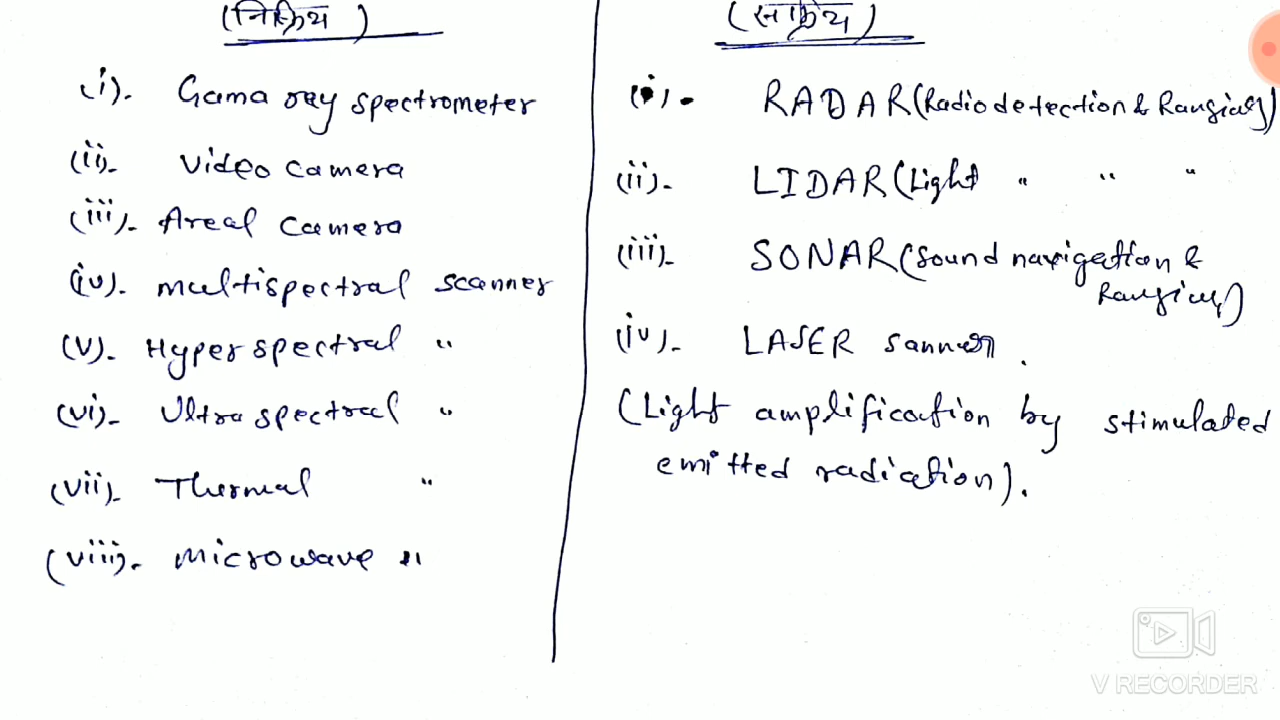 (निष्क्रिय)
(i). Gama ray spectrometer
(ii). Video camera
(iii). Areal camera
(iv). multispectral scanner
(v). Hyperspectral "
(vi). Ultraspectral "
(vii). Thermal "
(viii). Microwave "
(सक्रिय)
(i). RADAR (Radio detection & Ranging)
(ii). LIDAR (Light " " "
(iii). SONAR (Sound navigation &
Ranging)
(iv). LASER sanner.
(Light amplification by stimulated
emitted radiation).
V RECORDER